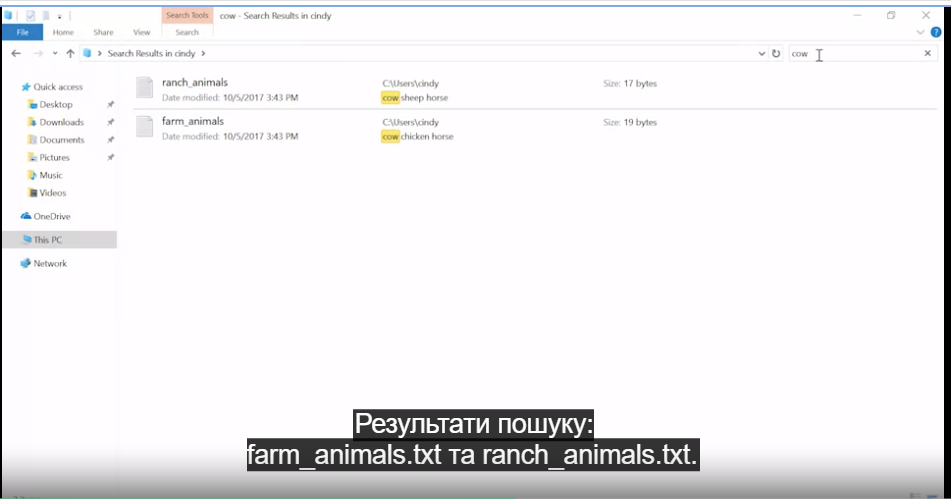 Search Tools cow - Search Results in cindy
File Home Share View Search
Search Results in cindy cow
Quick access
Desktop
Downloads
Documents
Pictures
Music
Videos
OneDrive
This PC
Network
ranch_animals C:\Users\cindy Size: 17 bytes
Date modified: 10/5/2017 3:43 PM cow sheep horse
farm_animals C:\Users\cindy Size: 19 bytes
Date modified: 10/5/2017 3:43 PM cow chicken horse
Результати пошуку:
farm_animals.txt та ranch_animals.txt.